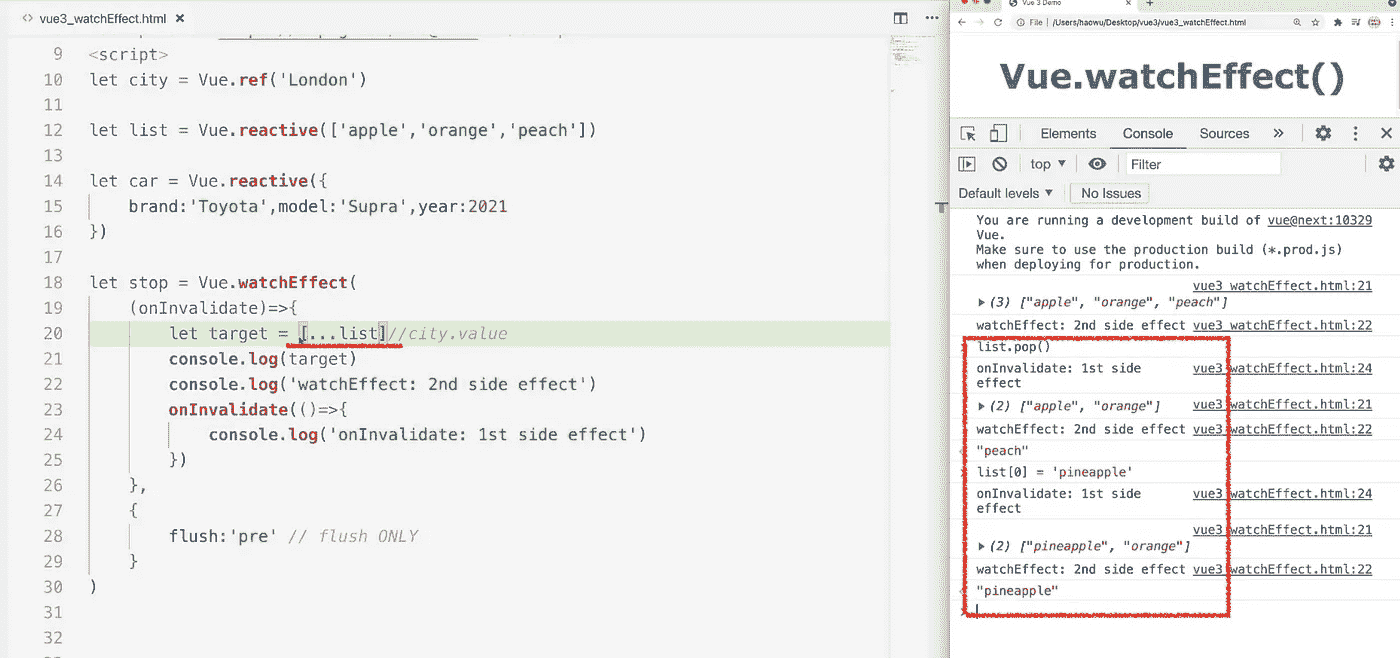 vue3_watchEffect.html
9 <script>
10 let city = Vue.ref('London')
11
12 let list = Vue.reactive(['apple','orange','peach'])
13
14 let car = Vue.reactive({
15 brand:'Toyota',model:'Supra',year:2021
16 })
17
18 let stop = Vue.watchEffect(
19 (onInvalidate)=>{
20 let target = [...list]//city.value
21 console.log(target)
22 console.log('watchEffect: 2nd side effect')
23 onInvalidate(()=>{
24 console.log('onInvalidate: 1st side effect')
25 })
26 },
27 {
28 flush:'pre' // flush ONLY
29 }
30 )
31
32
Vue 3 Demo
File | /Users/haowu/Desktop/vue3/vue3_watchEffect.html
Vue.watchEffect()
Elements Console Sources
top Filter
Default levels No Issues
You are running a development build of vue@next:10329
Vue.
Make sure to use the production build (*.prod.js)
when deploying for production.
vue3_watchEffect.html:21
(3) ["apple", "orange", "peach"]
watchEffect: 2nd side effect vue3_watchEffect.html:22
list.pop()
onInvalidate: 1st side vue3_watchEffect.html:24
effect
(2) ["apple", "orange"] vue3_watchEffect.html:21
watchEffect: 2nd side effect vue3_watchEffect.html:22
"peach"
list[0] = 'pineapple'
onInvalidate: 1st side vue3_watchEffect.html:24
effect
vue3_watchEffect.html:21
(2) ["pineapple", "orange"]
watchEffect: 2nd side effect vue3_watchEffect.html:22
"pineapple"